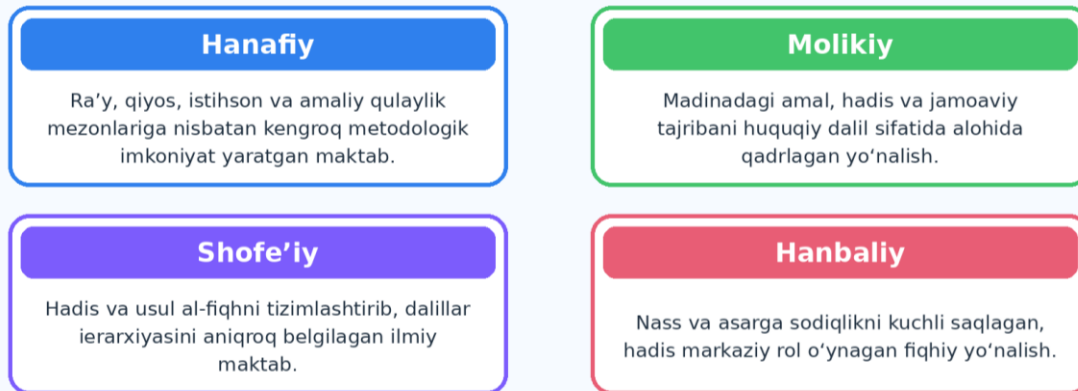 Hanafiy
Ra’y, qiyos, istihson va amaliy qulaylik
mezonlariga nisbatan kengroq metodologik
imkoniyat yaratgan maktab.
Molikiy
Madinadagi amal, hadis va jamoaviy
tajribani huquqiy dalil sifatida alohida
qadrlagan yo‘nalish.
Shofe’iy
Hadis va usul al-fiqhni tizimlashtirib, dalillar
ierarxiyasini aniqroq belgilagan ilmiy
maktab.
Hanbaliy
Nass va asarga sodiqlikni kuchli saqlagan,
hadis markaziy rol o‘ynagan fiqhiy yo‘nalish.